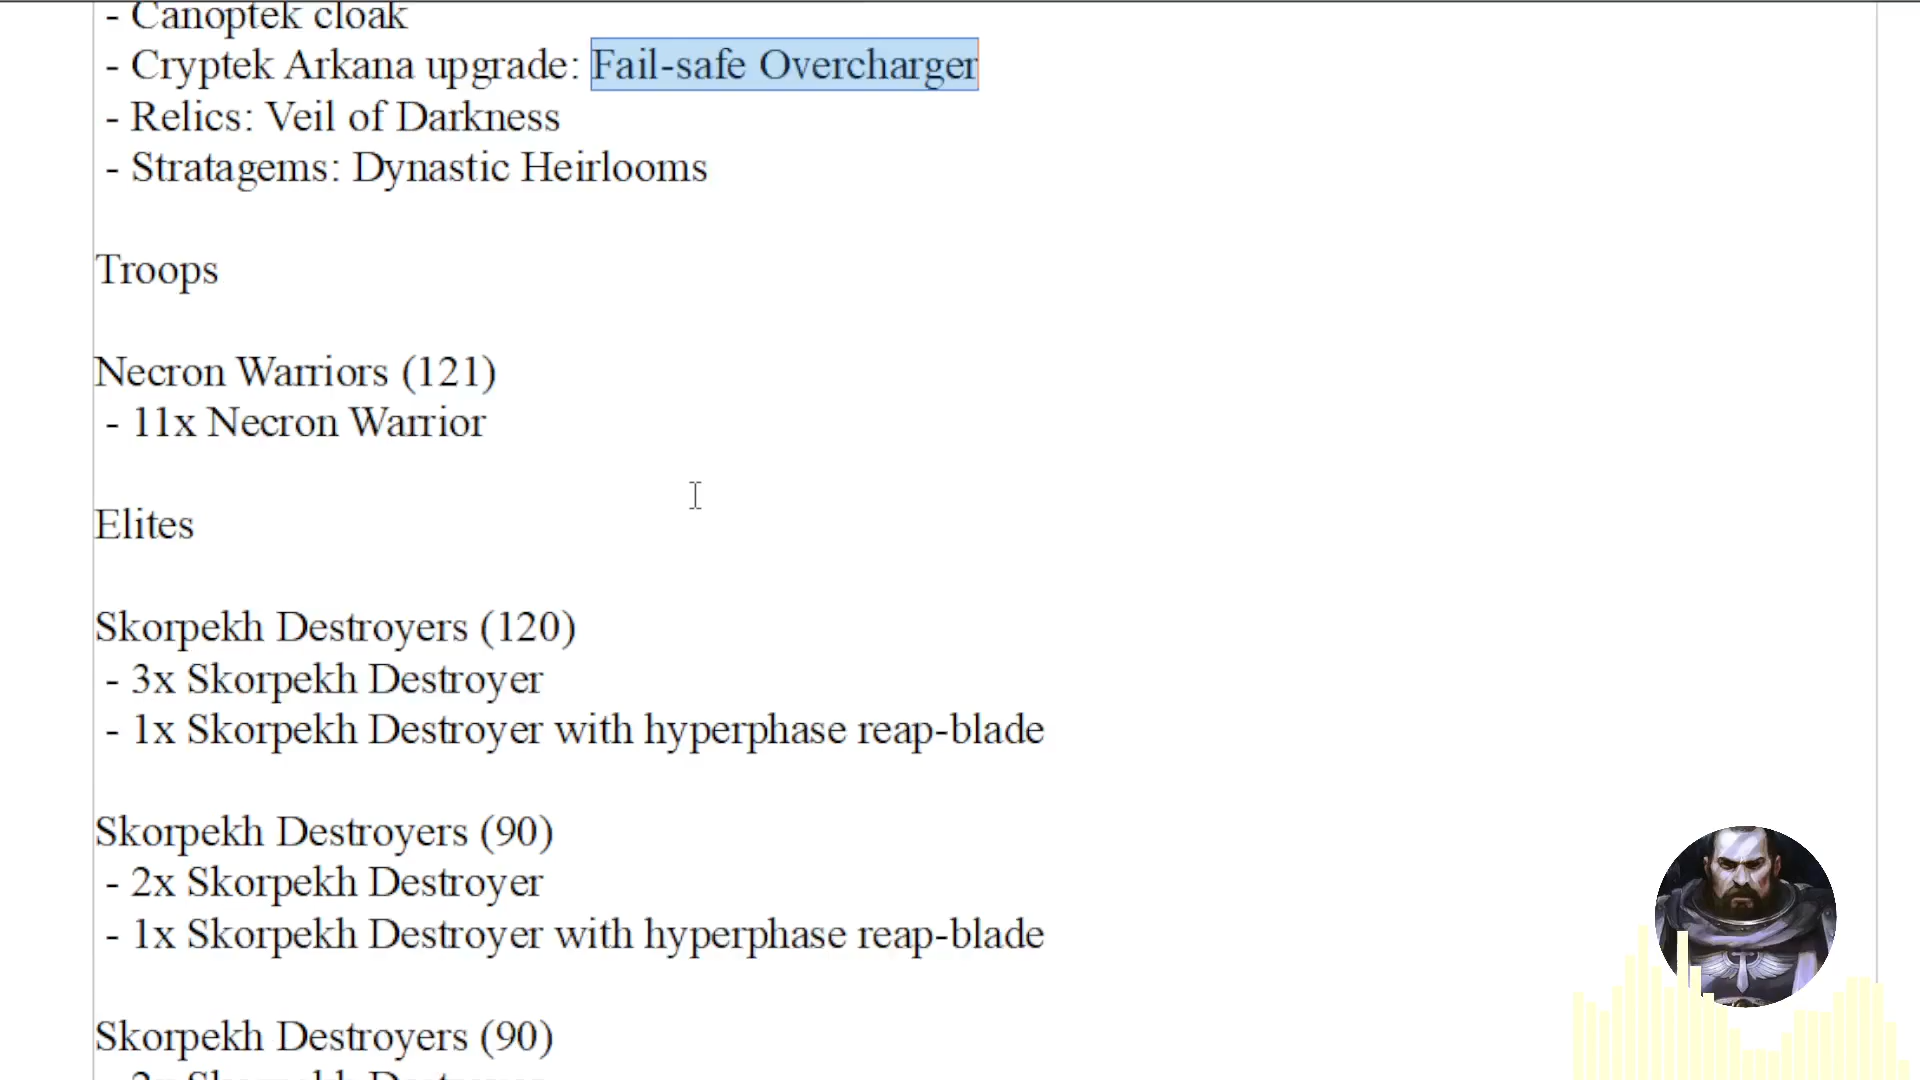 - Canoptek cloak
- Cryptek Arkana upgrade: Fail-safe Overcharger
- Relics: Veil of Darkness
- Stratagems: Dynastic Heirlooms
Troops
Necron Warriors (121)
- 11x Necron Warrior
Elites
Skorpekh Destroyers (120)
- 3x Skorpekh Destroyer
- 1x Skorpekh Destroyer with hyperphase reap-blade
Skorpekh Destroyers (90)
- 2x Skorpekh Destroyer
- 1x Skorpekh Destroyer with hyperphase reap-blade
Skorpekh Destroyers (90)